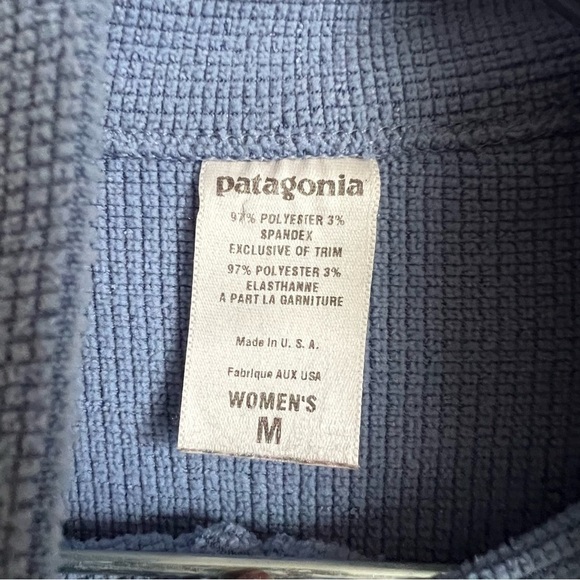 patagonia
97% POLYESTER 3%
SPANDEX
EXCLUSIVE OF TRIM
97% POLYESTER 3%
ELASTHANNE
A PART LA GARNITURE
Made In U. S. A.
Fabrique AUX USA
WOMEN'S
M